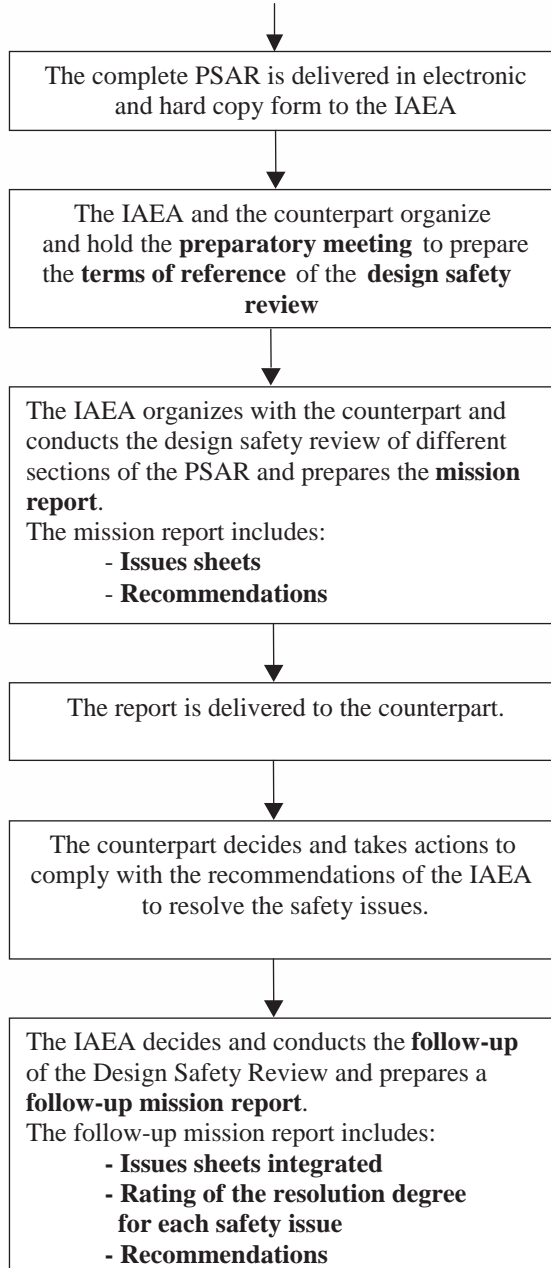 The complete PSAR is delivered in electronic
and hard copy form to the IAEA
The IAEA and the counterpart organize
and hold the preparatory meeting to prepare
the terms of reference of the design safety
review
The IAEA organizes with the counterpart and
conducts the design safety review of different
sections of the PSAR and prepares the mission
report.
The mission report includes:
- Issues sheets
- Recommendations
The report is delivered to the counterpart.
The counterpart decides and takes actions to
comply with the recommendations of the IAEA
to resolve the safety issues.
The IAEA decides and conducts the follow-up
of the Design Safety Review and prepares a
follow-up mission report.
The follow-up mission report includes:
- Issues sheets integrated
- Rating of the resolution degree
for each safety issue
- Recommendations